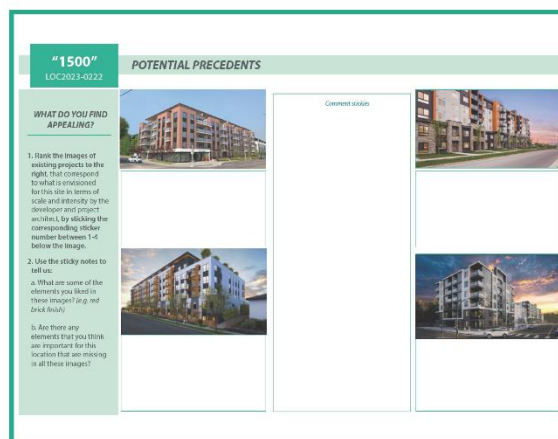 "1500"
LOC2023-0222
POTENTIAL PRECEDENTS
WHAT DO YOU FIND
APPEALING?
1. Rank the images of
existing projects to the
right, that correspond
to what is envisioned
for this site in terms of
scale and intensity by the
developer and project
architect, by sticking the
corresponding sticker
number between 1-4
below the image.
2. Use the sticky notes to
tell us:
a. What are some of the
elements you liked in
these images? (e.g. red
brick finish)
b. Are there any
elements that you think
are important for this
location that are missing
in all these images?
Comment stickies